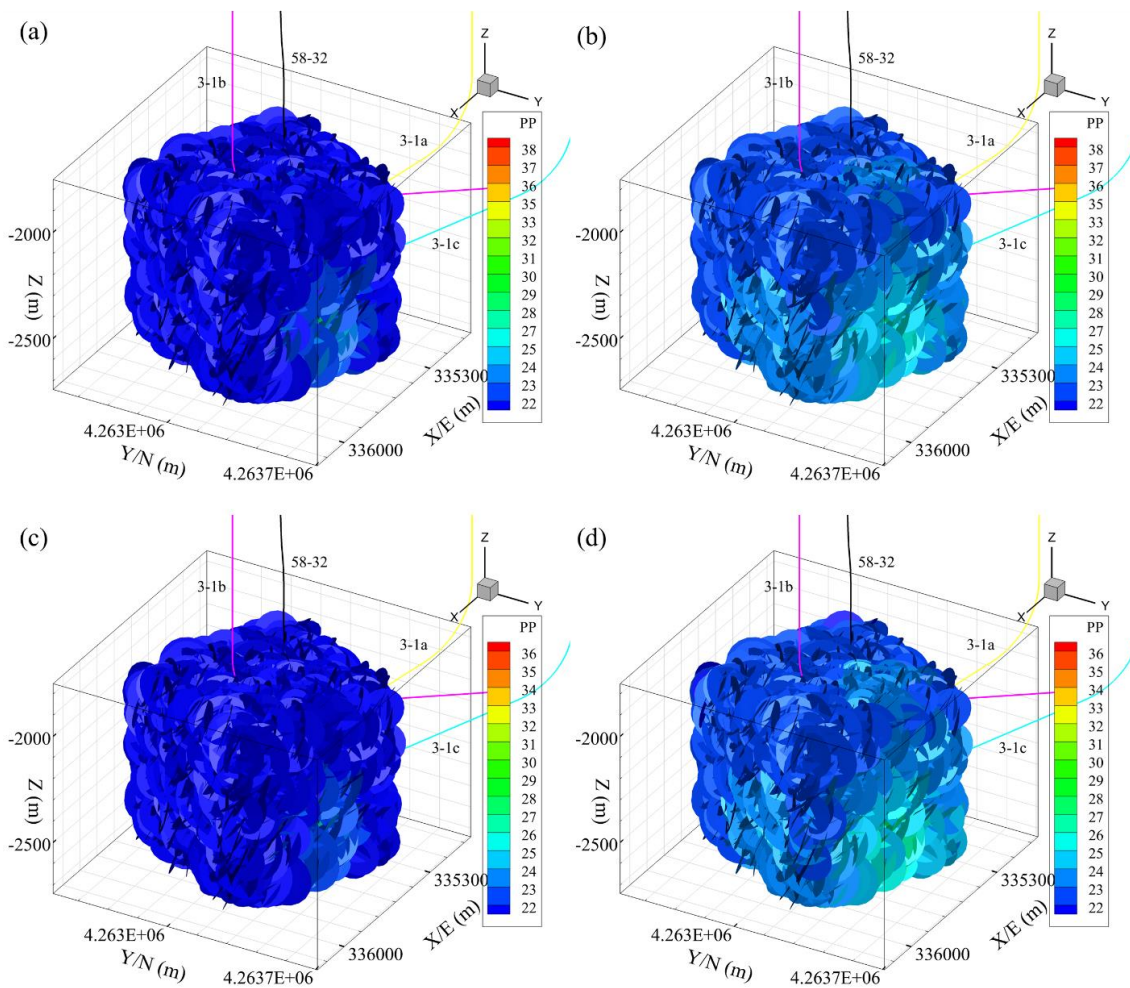 (a)
58-32
3-1b
3-1a
3-1c
Z
X
Y
PP
38
37
36
35
33
32
31
30
29
28
27
25
24
23
22
-2000
-2500
Z (m)
4.263E+06
Y/N (m)
4.2637E+06
336000
335300
X/E (m)
(b)
58-32
3-1b
3-1a
3-1c
Z
X
Y
PP
38
37
36
35
33
32
31
30
29
28
27
25
24
23
22
-2000
-2500
Z (m)
4.263E+06
Y/N (m)
4.2637E+06
336000
335300
X/E (m)
(c)
58-32
3-1b
3-1a
3-1c
Z
X
Y
PP
36
35
34
33
32
31
30
29
28
27
26
25
24
23
22
-2000
-2500
Z (m)
4.263E+06
Y/N (m)
4.2637E+06
336000
335300
X/E (m)
(d)
58-32
3-1b
3-1a
3-1c
Z
X
Y
PP
36
35
34
33
32
31
30
29
28
27
26
25
24
23
22
-2000
-2500
Z (m)
4.263E+06
Y/N (m)
4.2637E+06
336000
335300
X/E (m)